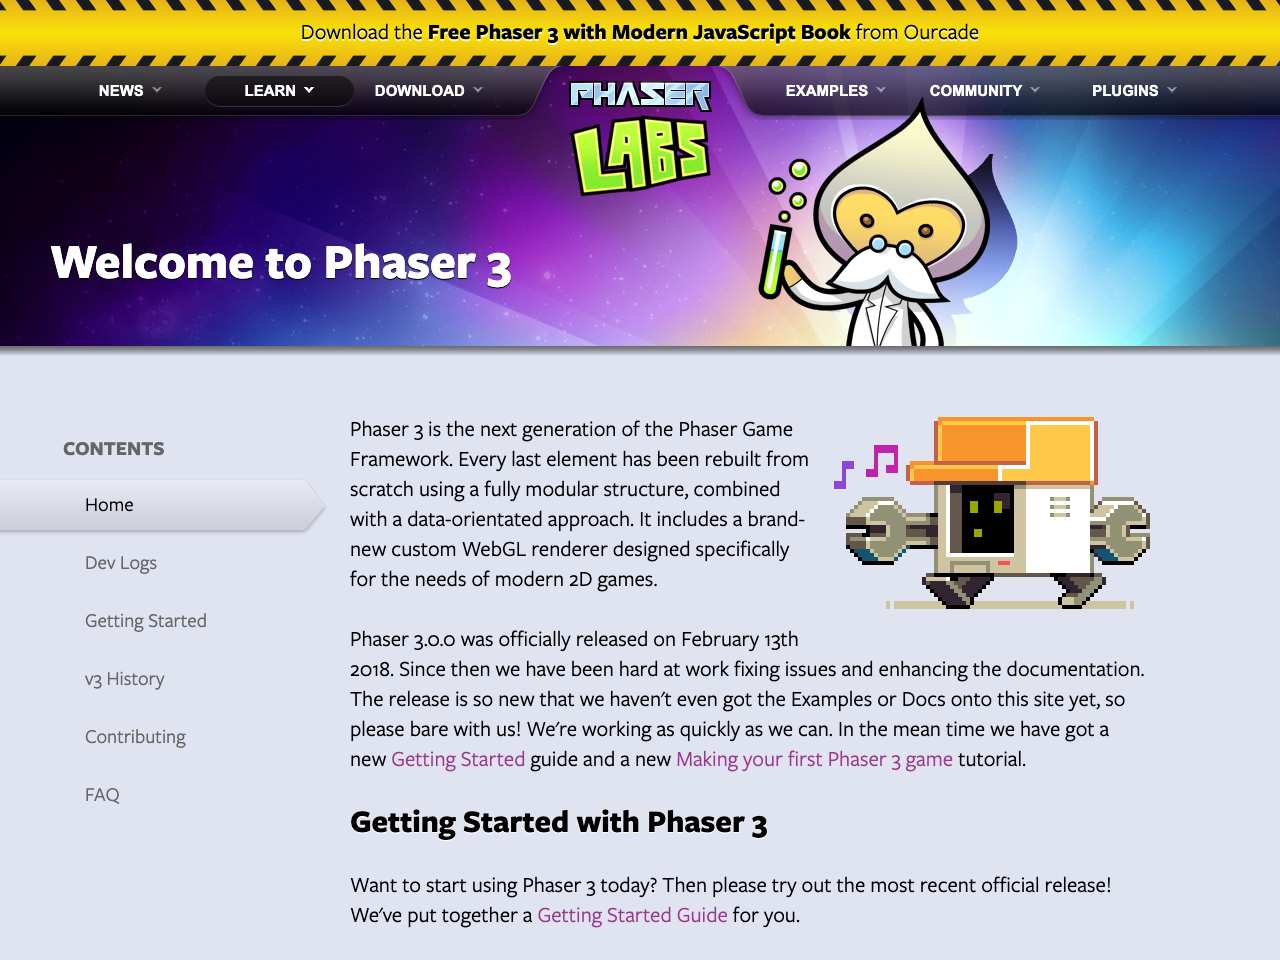 Download the Free Phaser 3 with Modern JavaScript Book from Ourcade
NEWS LEARN DOWNLOAD EXAMPLES COMMUNITY PLUGINS
PHASER
LABS
Welcome to Phaser 3
CONTENTS
Home
Dev Logs
Getting Started
v3 History
Contributing
FAQ
Phaser 3 is the next generation of the Phaser Game
Framework. Every last element has been rebuilt from
scratch using a fully modular structure, combined
with a data-orientated approach. It includes a brand-
new custom WebGL renderer designed specifically
for the needs of modern 2D games.
Phaser 3.0.0 was officially released on February 13th
2018. Since then we have been hard at work fixing issues and enhancing the documentation.
The release is so new that we haven't even got the Examples or Docs onto this site yet, so
please bare with us! We're working as quickly as we can. In the mean time we have got a
new Getting Started guide and a new Making your first Phaser 3 game tutorial.
Getting Started with Phaser 3
Want to start using Phaser 3 today? Then please try out the most recent official release!
We've put together a Getting Started Guide for you.